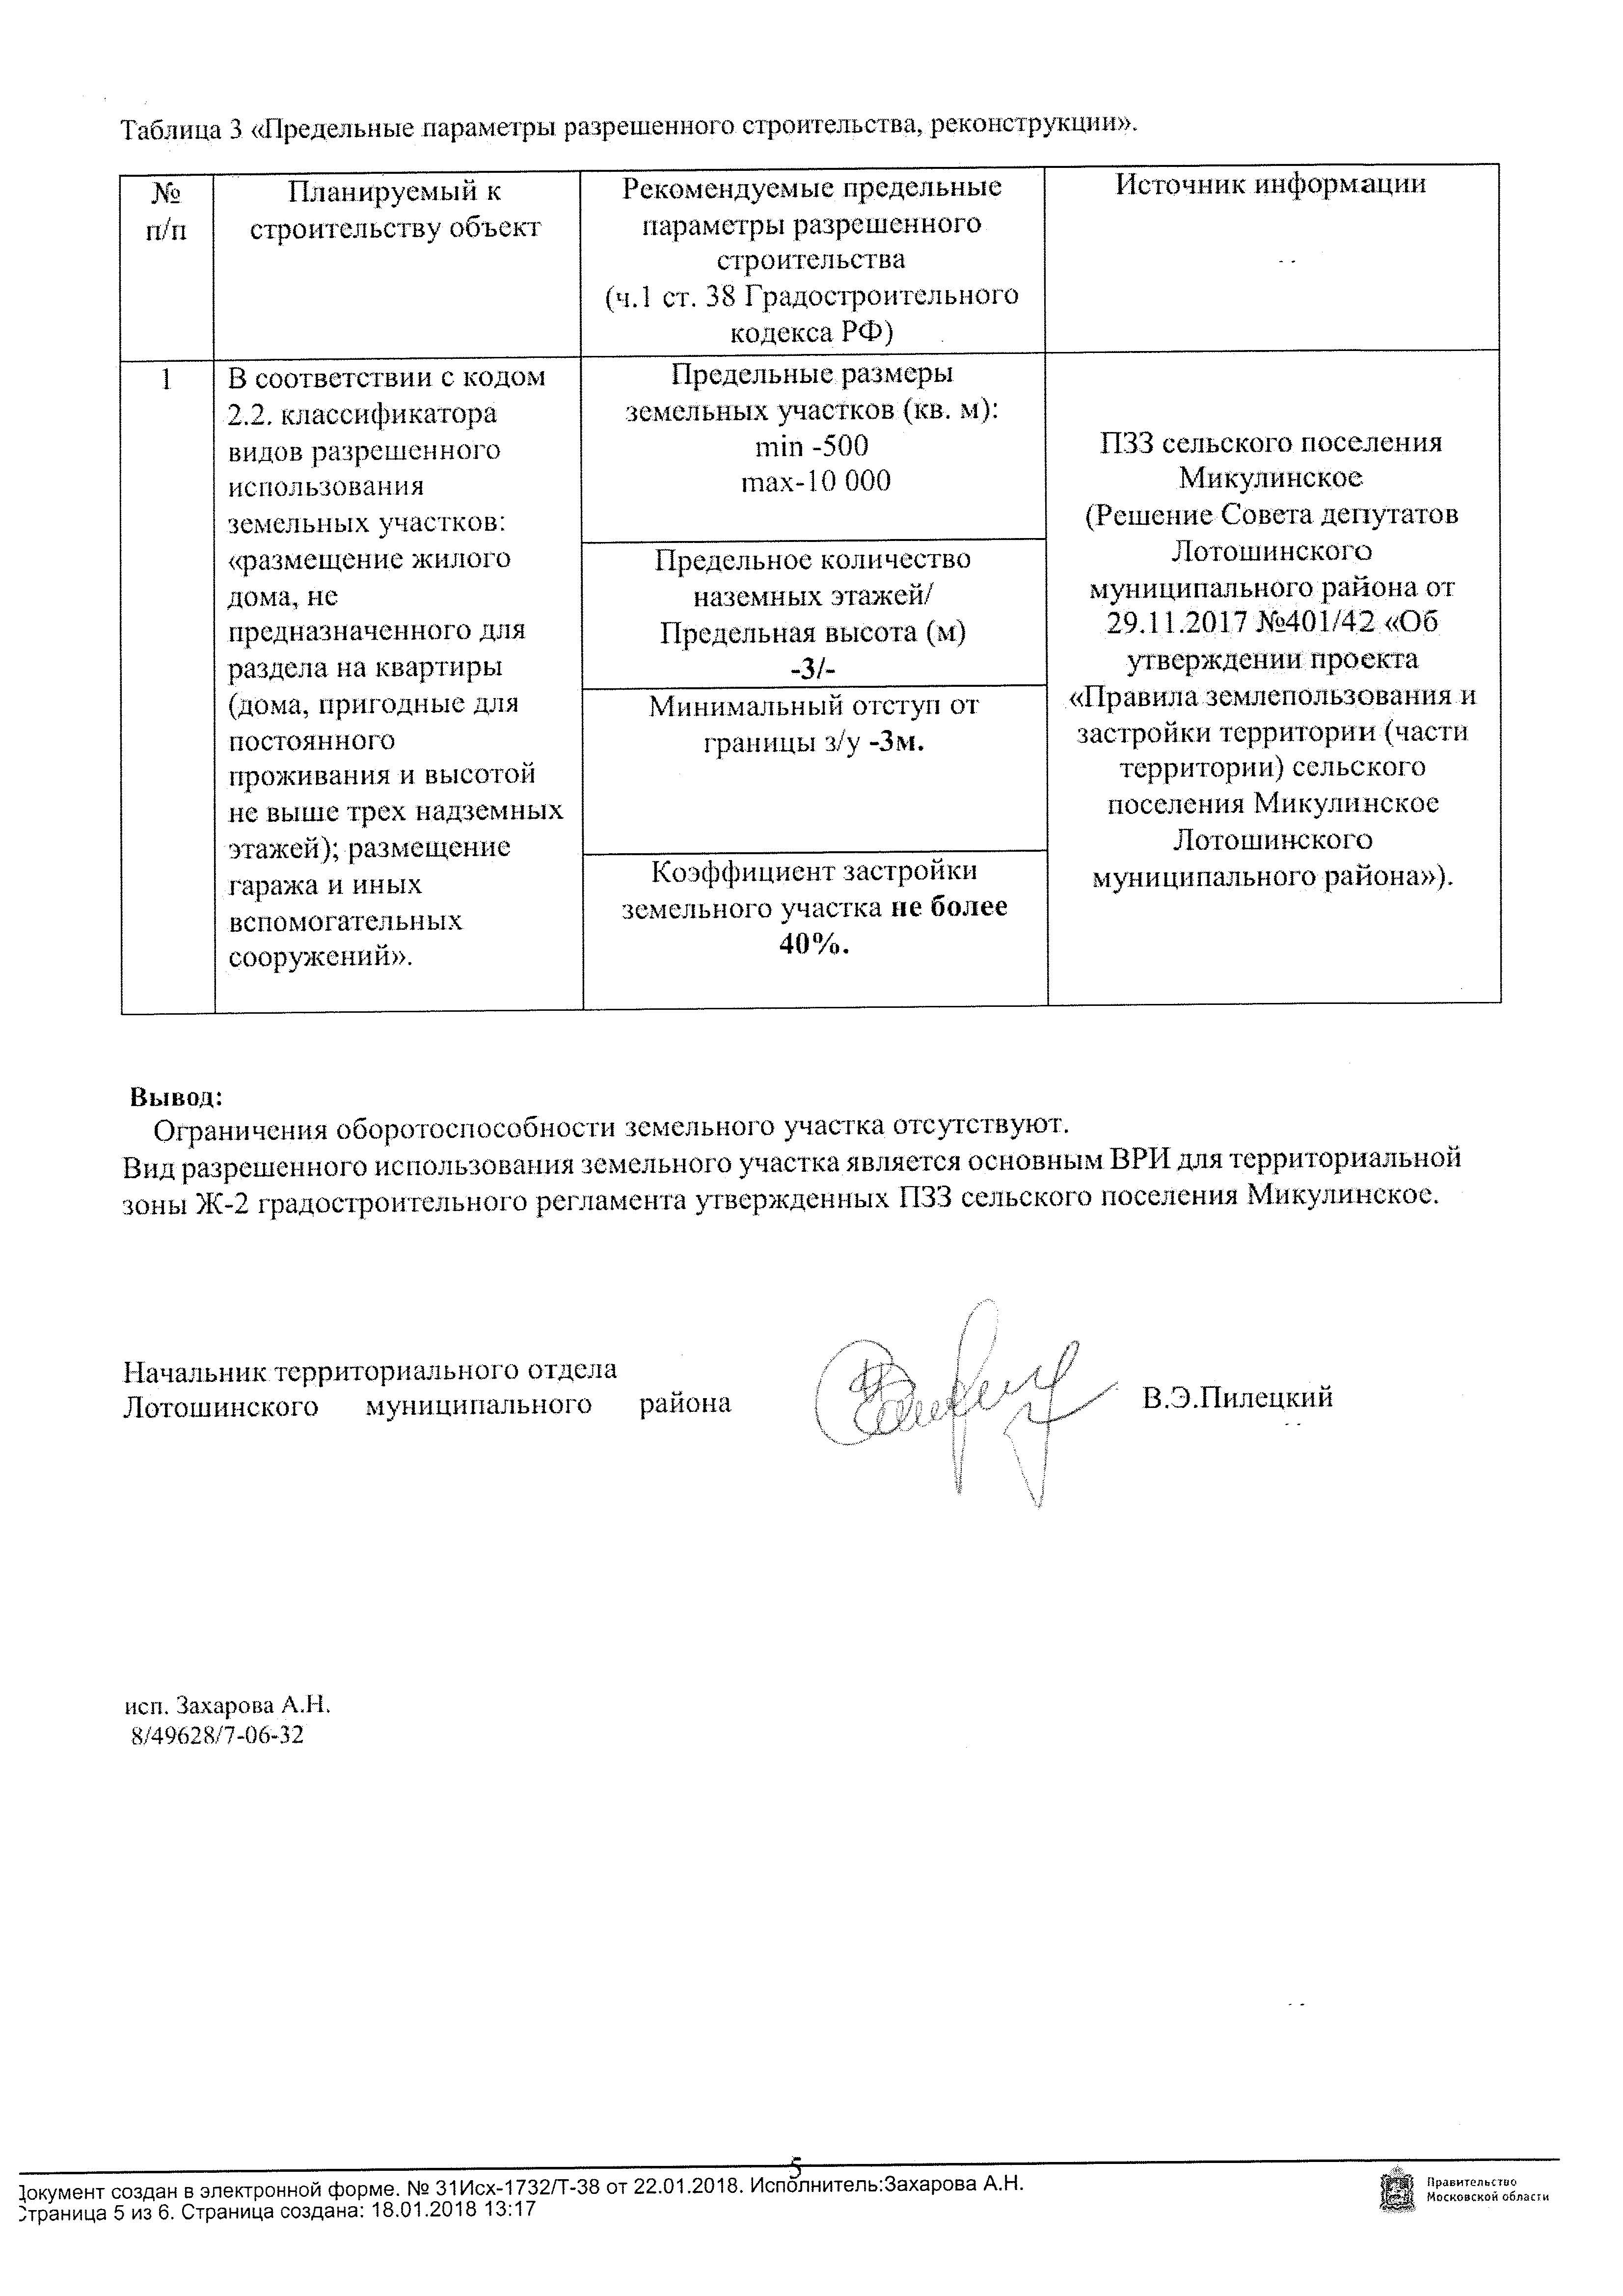 Таблица 3 «Предельные параметры разрешенного строительства, реконструкции».
№
п/п
Планируемый к
строительству объект
Рекомендуемые предельные
параметры разрешенного
строительства
(ч.1 ст. 38 Градостроительного
кодекса РФ)
Источник информации
1
В соответствии с кодом
2.2. классификатора
видов разрешенного
использования
земельных участков:
«размещение жилого
дома, не
предназначенного для
раздела на квартиры
(дома, пригодные для
постоянного
проживания и высотой
не выше трех надземных
этажей); размещение
гаража и иных
вспомогательных
сооружений».
Предельные размеры
земельных участков (кв. м):
min -500
max-10 000
Предельное количество
наземных этажей/
Предельная высота (м)
-3/-
Минимальный отступ от
границы з/у -3м.
Коэффициент застройки
земельного участка не более
40%.
ПЗЗ сельского поселения
Микулинское
(Решение Совета депутатов
Лотошинского
муниципального района от
29.11.2017 №401/42 «Об
утверждении проекта
«Правила землепользования и
застройки территории (части
территории) сельского
поселения Микулинское
Лотошинского
муниципального района»).
Вывод:
Ограничения оборотоспособности земельного участка отсутствуют.
Вид разрешенного использования земельного участка является основным ВРИ для территориальной
зоны Ж-2 градостроительного регламента утвержденных ПЗЗ сельского поселения Микулинское.
Начальник территориального отдела
Лотошинского муниципального района
В.Э.Пилецкий
исп. Захарова А.Н.
8/49628/7-06-32
5
Документ создан в электронной форме. № 31Исх-1732/Т-38 от 22.01.2018. Исполнитель:Захарова А.Н.
Страница 5 из 6. Страница создана: 18.01.2018 13:17
Правительство
Московской области